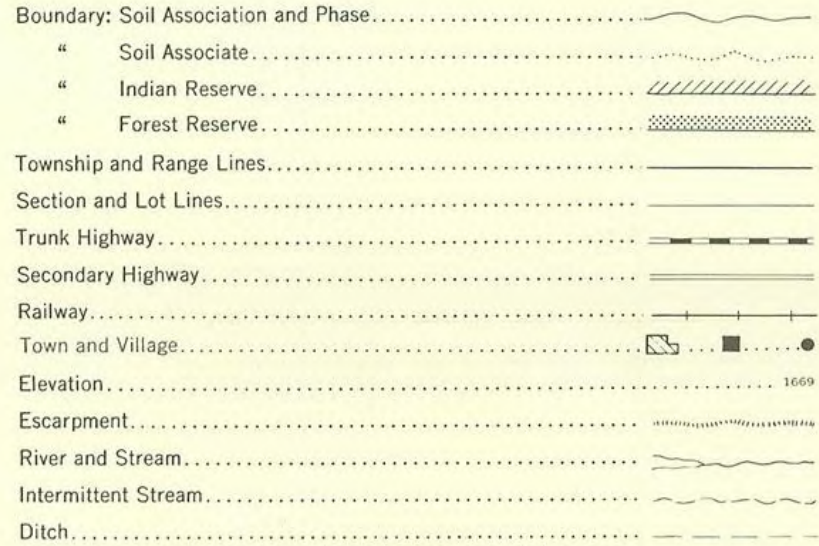 Boundary: Soil Association and Phase
“ Soil Associate
“ Indian Reserve
“ Forest Reserve
Township and Range Lines
Section and Lot Lines
Trunk Highway
Secondary Highway
Railway
Town and Village
Elevation 1669
Escarpment
River and Stream
Intermittent Stream
Ditch